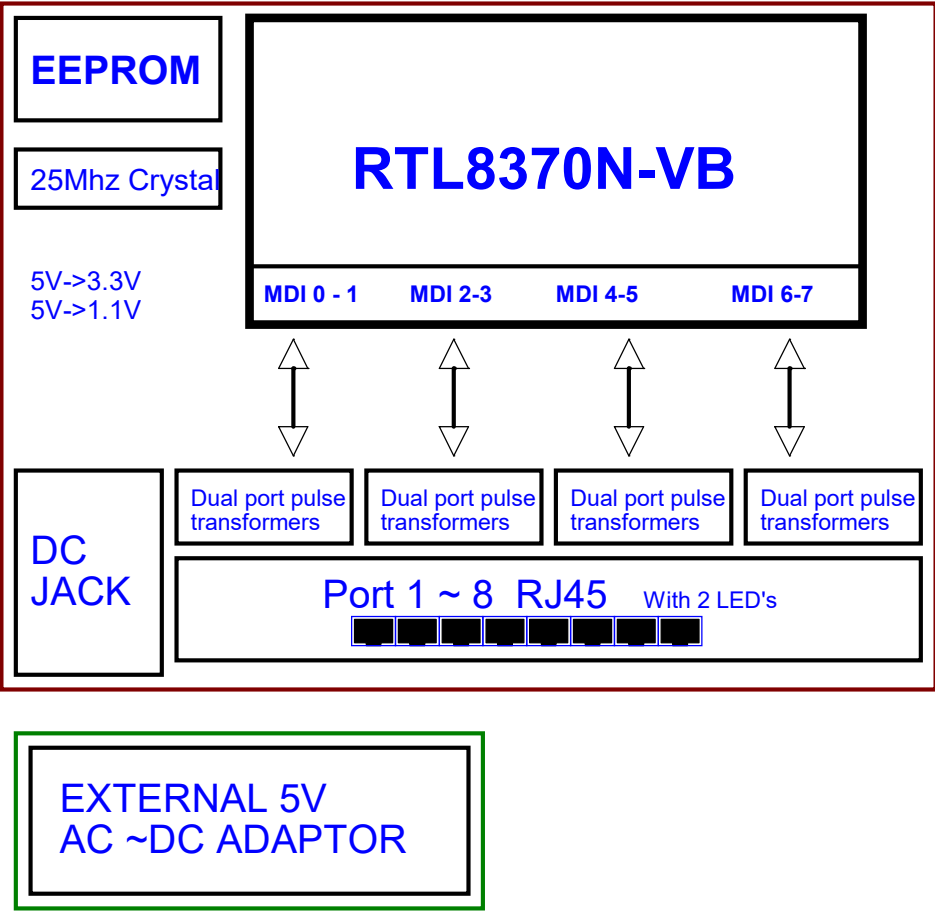 EEPROM
RTL8370N-VB
25Mhz Crystal
5V->3.3V
5V->1.1V
MDI 0 - 1
MDI 2-3
MDI 4-5
MDI 6-7
Dual port pulse
transformers
Dual port pulse
transformers
Dual port pulse
transformers
Dual port pulse
transformers
DC
JACK
Port 1 ~ 8 RJ45 With 2 LED's
EXTERNAL 5V
AC ~DC ADAPTOR